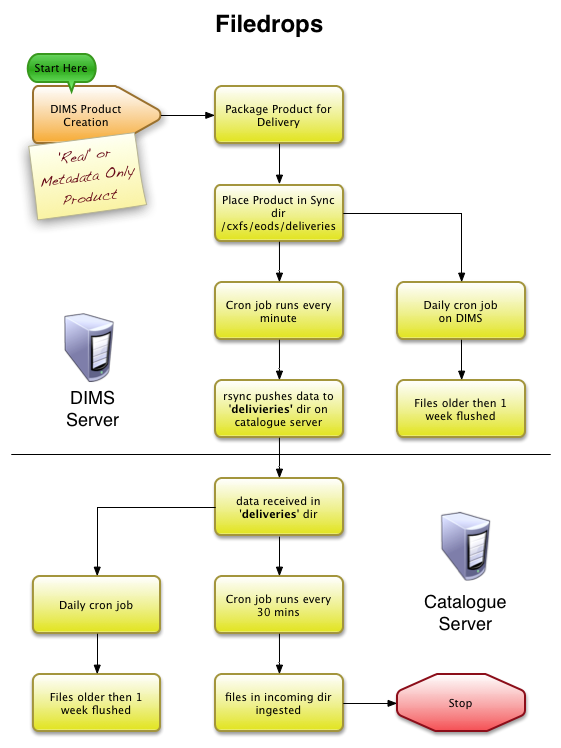 Filedrops
Start Here
DIMS Product
Creation
'Real' or
Metadata Only
Product
Package Product for
Delivery
Place Product in Sync
dir
/cxfs/eods/deliveries
Cron job runs every
minute
Daily cron job
on DIMS
rsync pushes data to
'delivieries' dir on
catalogue server
Files older then 1
week flushed
DIMS
Server
data received in
'deliveries' dir
Catalogue
Server
Daily cron job
Cron job runs every
30 mins
Files older then 1
week flushed
files in incoming dir
ingested
Stop